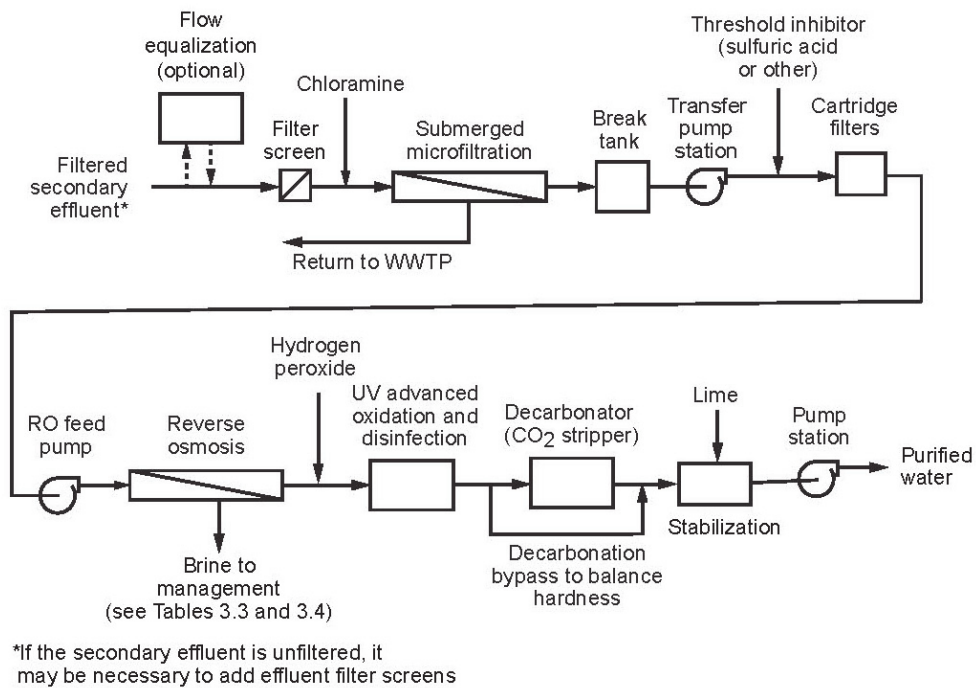 Flow
equalization
(optional)
Threshold inhibitor
(sulfuric acid
or other)
Chloramine
Filter
screen
Submerged
microfiltration
Break
tank
Transfer
pump
station
Cartridge
filters
Filtered
secondary
effluent*
Return to WWTP
Hydrogen
peroxide
RO feed
pump
Reverse
osmosis
UV advanced
oxidation and
disinfection
Decarbonator
(CO2 stripper)
Lime
Pump
station
Purified
water
Stabilization
Brine to
management
(see Tables 3.3 and 3.4)
Decarbonation
bypass to balance
hardness
*If the secondary effluent is unfiltered, it
may be necessary to add effluent filter screens